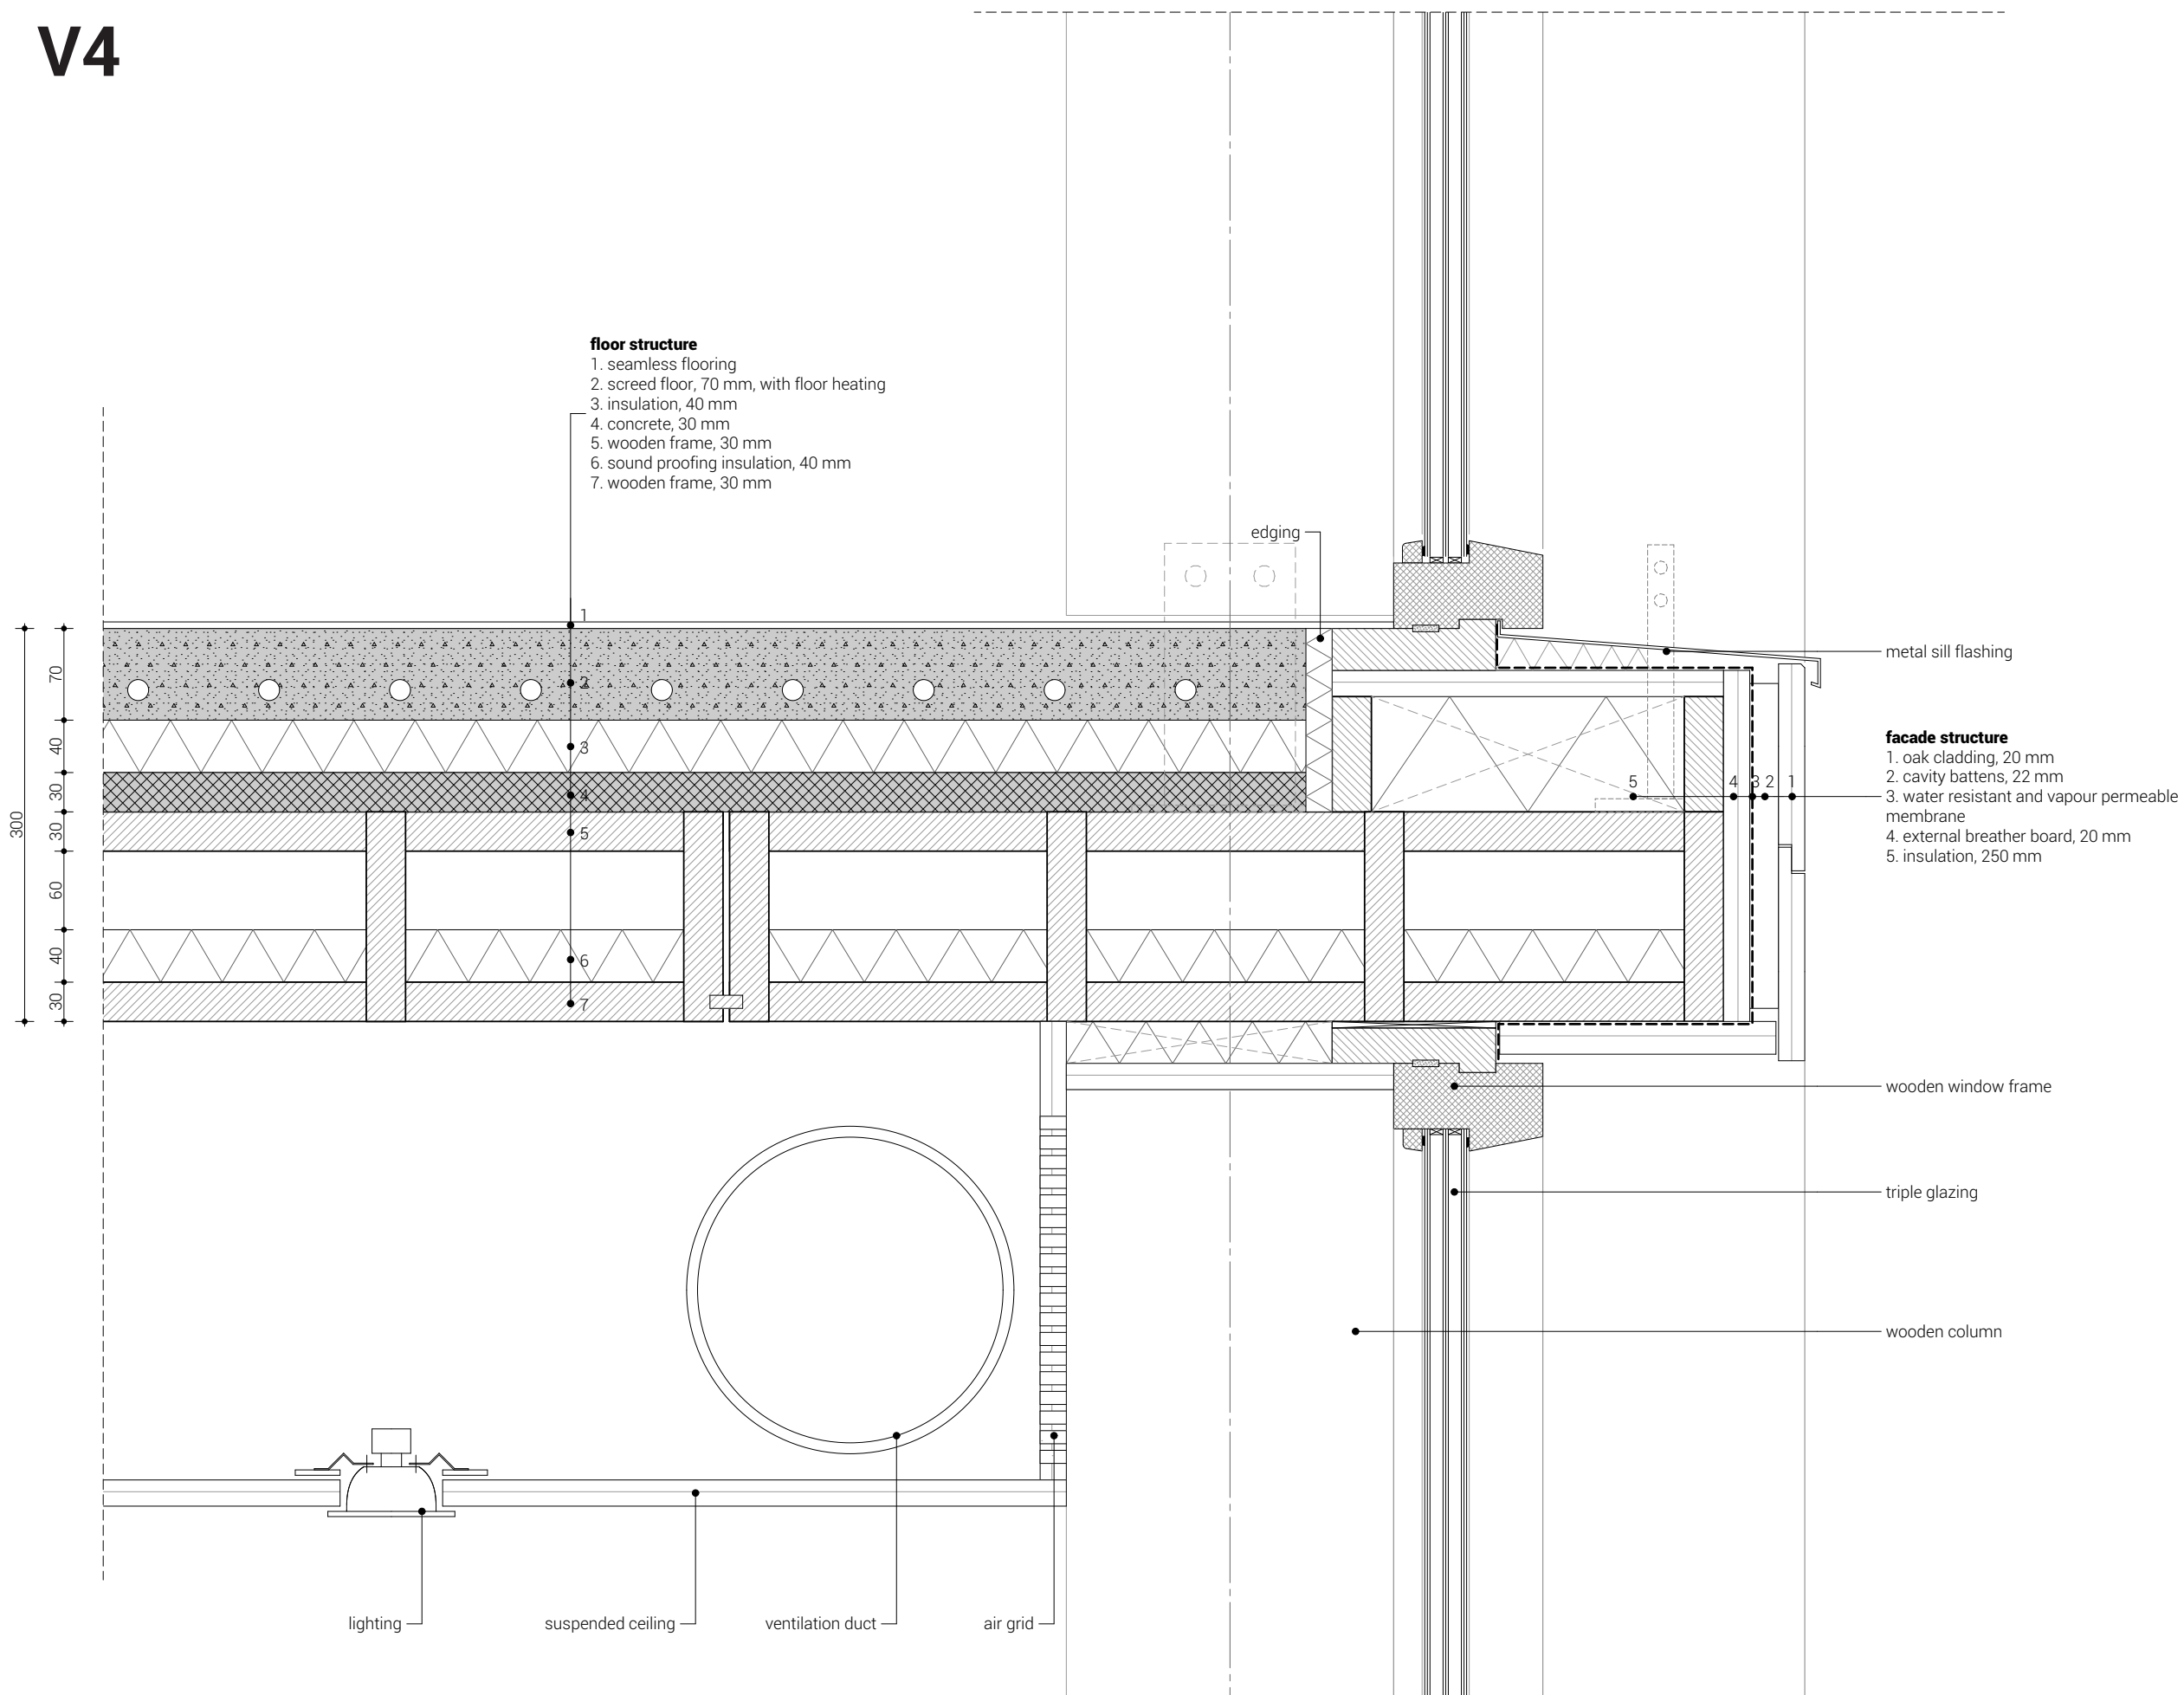 V4
floor structure
1. seamless flooring
2. screed floor, 70 mm, with floor heating
3. insulation, 40 mm
4. concrete, 30 mm
5. wooden frame, 30 mm
6. sound proofing insulation, 40 mm
7. wooden frame, 30 mm
edging
1
2
3
4
5
6
7
300
70
40
30
30
60
40
30
metal sill flashing
facade structure
1. oak cladding, 20 mm
2. cavity battens, 22 mm
3. water resistant and vapour permeable
membrane
4. external breather board, 20 mm
5. insulation, 250 mm
5 4 3 2 1
wooden window frame
triple glazing
wooden column
lighting
suspended ceiling
ventilation duct
air grid